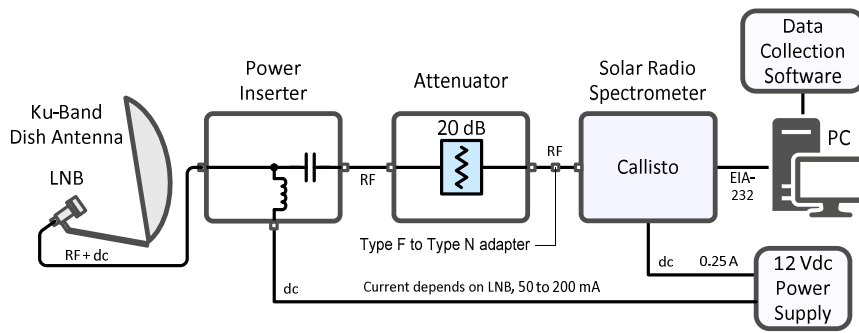 Data
Collection
Software
Power
Inserter
Attenuator
Solar Radio
Spectrometer
Ku-Band
Dish Antenna
LNB
20 dB
RF
RF
Callisto
EIA-
232
PC
Type F to Type N adapter
RF + dc
dc
0.25 A
dc
Current depends on LNB, 50 to 200 mA
12 Vdc
Power
Supply